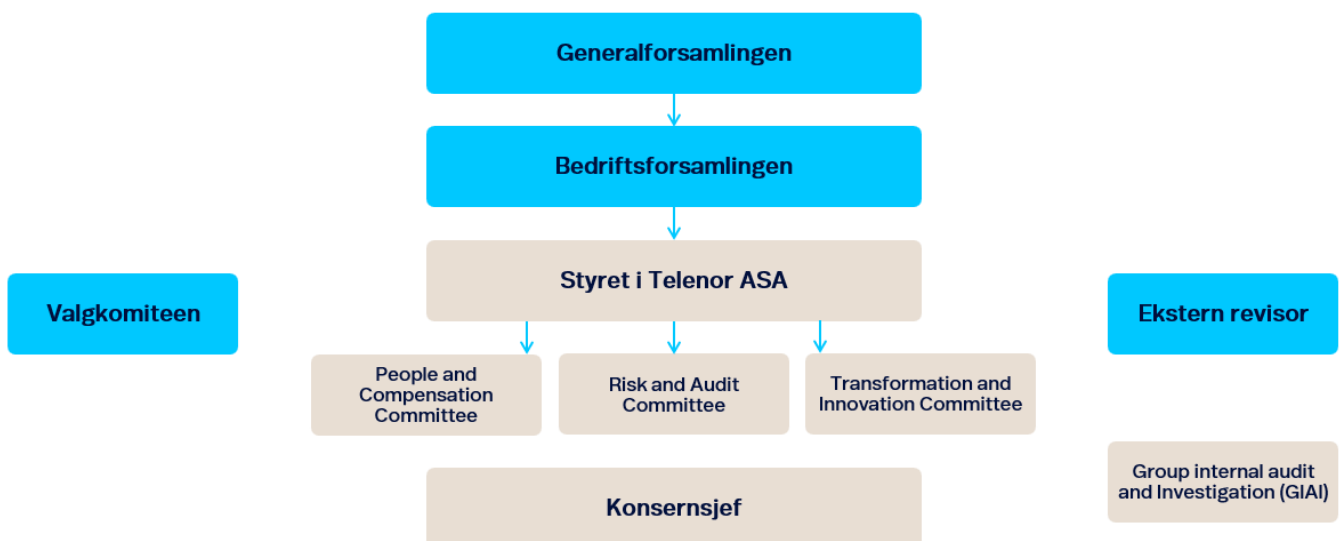 Generalforsamlingen
Bedriftsforsamlingen
Styret i Telenor ASA
Valgkomiteen
Ekstern revisor
People and
Compensation
Committee
Risk and Audit
Committee
Transformation and
Innovation Committee
Group internal audit
and Investigation (GIAI)
Konsernsjef